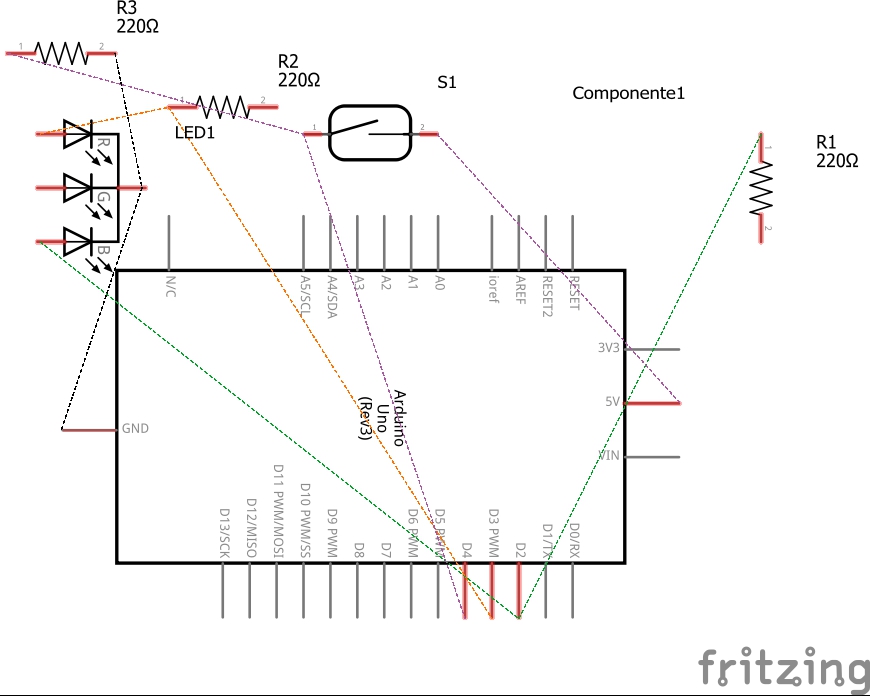 R3
220Ω
1
2
R2
220Ω
1
2
S1
1
2
Componente1
R1
220Ω
1
2
LED1
R
G
B
N/C
A5/SCL
A4/SDA
A3
A2
A1
A0
ioref
AREF
RESET2
RESET
3V3
5V
VIN
GND
Arduino
Uno
(Rev3)
D13/SCK
D12/MISO
D11 PWM/MOSI
D10 PWM/SS
D9 PWM
D8
D7
D6 PWM
D5 PWM
D4
D3 PWM
D2
D1/TX
D0/RX
fritzing